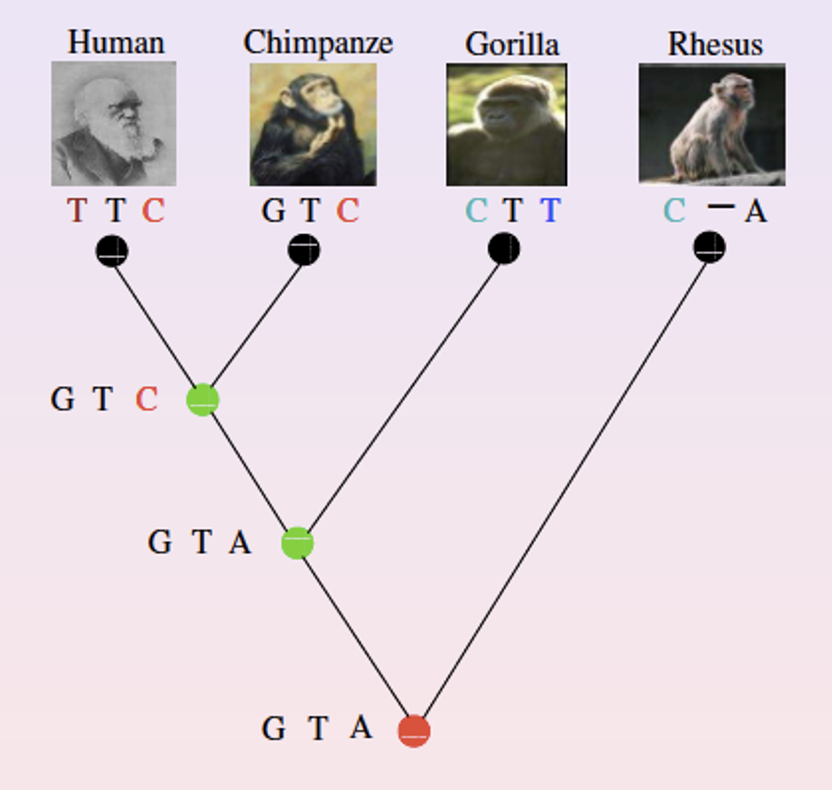 Human Chimpanze Gorilla Rhesus
T T C G T C C T T C – A
G T C
G T A
G T A